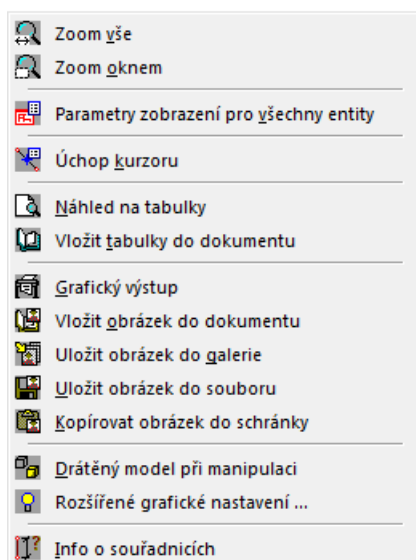 Zoom vše
Zoom oknem
Parametry zobrazení pro všechny entity
Úchop kurzoru
Náhled na tabulky
Vložit tabulky do dokumentu
Grafický výstup
Vložit obrázek do dokumentu
Uložit obrázek do galerie
Uložit obrázek do souboru
Kopírovat obrázek do schránky
Drátěný model při manipulaci
Rozšířené grafické nastavení ...
Info o souřadnicích